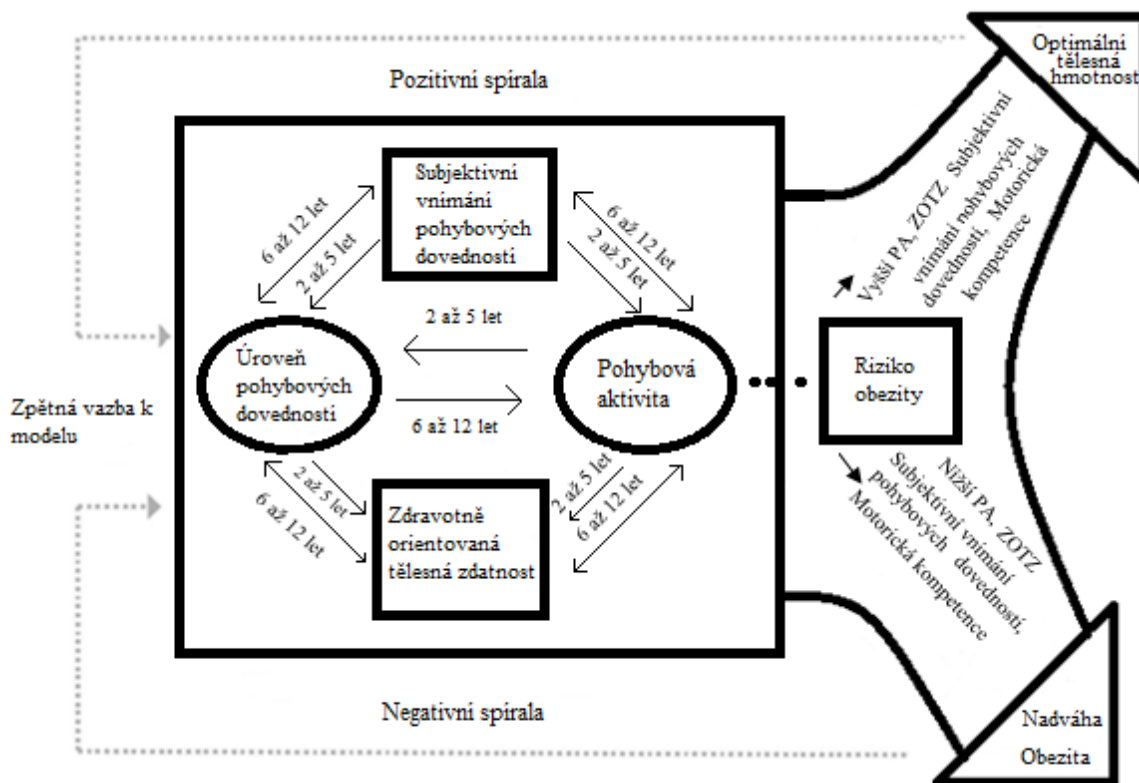 Optimální
tělesná
hmotnost
Pozitivní spirala
Subjektivní
vnímání
pohybových
dovedností
6 až 12 let
2 až 5 let
6 až 12 let
2 až 5 let
Vyšší PA, ZOTZ Subjektivní
vnímání nohybových
dovedností, Motorická
kompetence
2 až 5 let
Úroveň
pohybových
dovedností
Pohybová
aktivita
Riziko
obezity
6 až 12 let
Zpětná vazba k
modelu
2 až 5 let
6 až 12 let
Zdravotně
orientovaná
tělesná zdatnost
2 až 5 let
6 až 12 let
Nižší PA, ZOTZ
Subjektivní vnímání
pohybových dovedností,
Motorická kompetence
Negativní spirála
Nadváha
Obezita